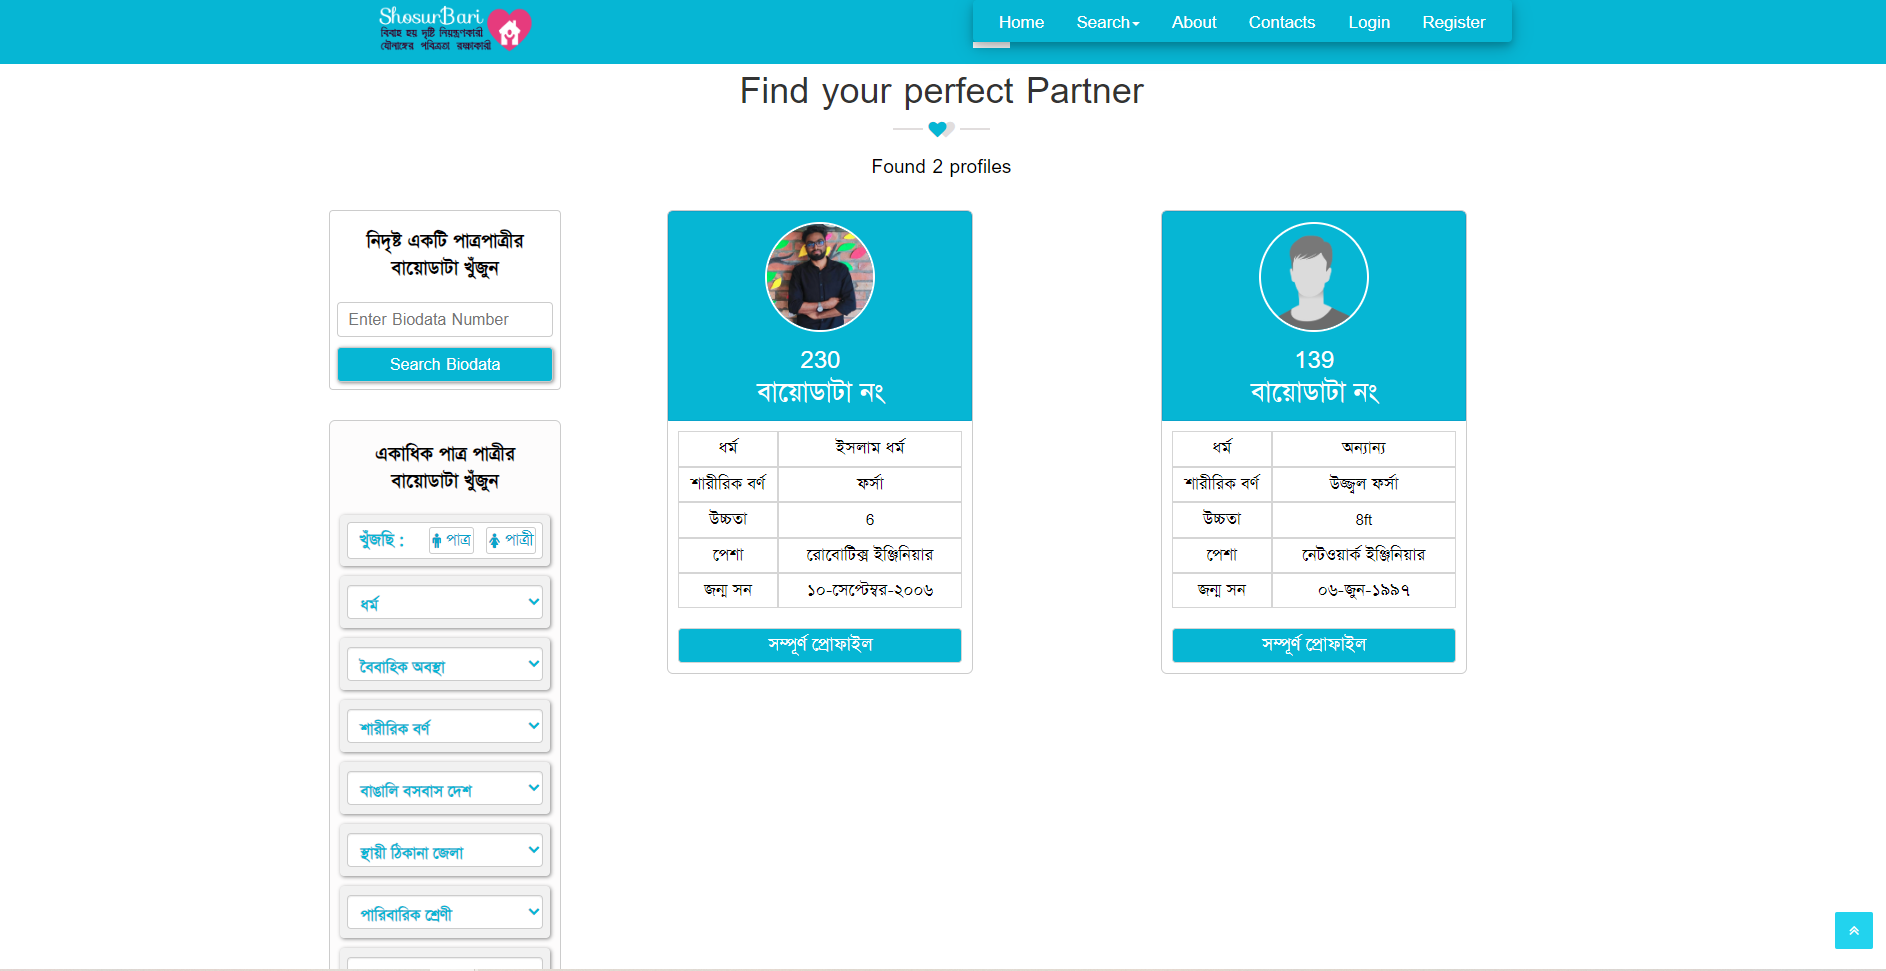 ShosurBari
বিবাহ হয় দৃষ্টি নিয়ন্ত্রণকারী
যৌনাঙ্গের পবিত্রতা রক্ষাকারী
Home Search About Contacts Login Register
Find your perfect Partner
Found 2 profiles
নিদৃষ্ট একটি পাত্রপাত্রীর
বায়োডাটা খুঁজুন
Enter Biodata Number
Search Biodata
একাধিক পাত্র পাত্রীর
বায়োডাটা খুঁজুন
খুঁজছি : পাত্র পাত্রী
ধর্ম
বৈবাহিক অবস্থা
শারীরিক বর্ণ
বাঙালি বসবাস দেশ
স্থায়ী ঠিকানা জেলা
পারিবারিক শ্রেণী
230
বায়োডাটা নং
ধর্ম ইসলাম ধর্ম
শারীরিক বর্ণ ফর্সা
উচ্চতা 6
পেশা রোবোটিক্স ইঞ্জিনিয়ার
জন্ম সন ১০-সেপ্টেম্বর-২০০৬
সম্পূর্ণ প্রোফাইল
139
বায়োডাটা নং
ধর্ম অন্যান্য
শারীরিক বর্ণ উজ্জ্বল ফর্সা
উচ্চতা 8ft
পেশা নেটওয়ার্ক ইঞ্জিনিয়ার
জন্ম সন ০৬-জুন-১৯৯৭
সম্পূর্ণ প্রোফাইল